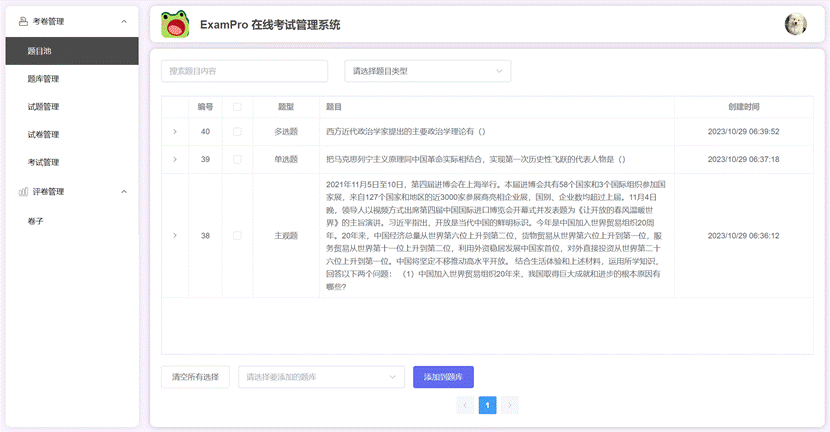 考卷管理
题目池
题库管理
试题管理
试卷管理
考试管理
评卷管理
卷子
ExamPro 在线考试管理系统
搜索题目内容
请选择题目类型
编号 题型 题目 创建时间
40 多选题 西方近代政治学家提出的主要政治学理论有（） 2023/10/29 06:39:52
39 单选题 把马克思列宁主义原理同中国革命实际相结合，实现第一次历史性飞跃的代表人物是（） 2023/10/29 06:37:18
2021年11月5日至10日，第四届进博会在上海举行。本届进博会共有58个国家和3个国际组织参加国
家展，来自127个国家和地区的近3000家参展商亮相企业展，国别、企业数均超过上届。11月4日
晚，领导人以视频方式出席第四届中国国际进口博览会开幕式并发表题为《让开放的春风温暖世
界》的主旨演讲。习近平指出，开放是当代中国的鲜明标识。今年是中国加入世界贸易组织20周
年。20年来，中国经济总量从世界第六位上升到第二位，货物贸易从世界第六位上升到第一位，服
38 主观题 务贸易从世界第十一位上升到第二位，利用外资稳居发展中国家首位，对外直接投资从世界第二十 2023/10/29 06:36:12
六位上升到第一位。中国将坚定不移推动高水平开放。 结合生活体验和上述材料，运用所学知识，
回答以下两个问题： （1）中国加入世界贸易组织20年来，我国取得巨大成就和进步的根本原因有
哪些?
清空所有选择 请选择要添加的题库 添加到题库
1